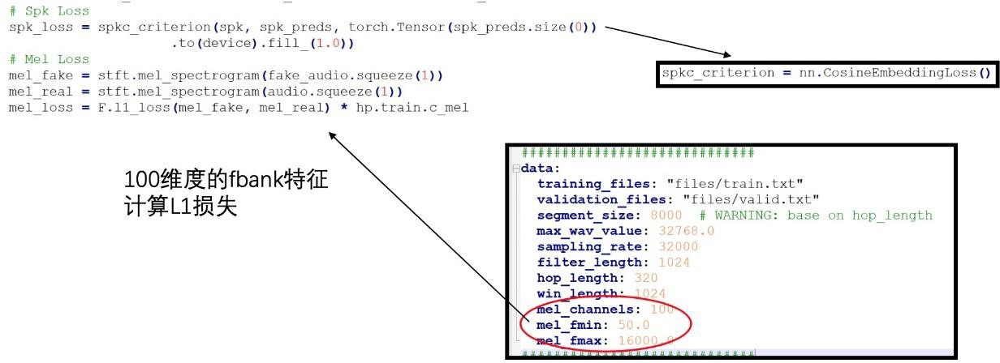 # Spk Loss
spk_loss = spkc_criterion(spk, spk_preds, torch.Tensor(spk_preds.size(0))
.to(device).fill_(1.0))
# Mel Loss
mel_fake = stft.mel_spectrogram(fake_audio.squeeze(1))
mel_real = stft.mel_spectrogram(audio.squeeze(1))
mel_loss = F.l1_loss(mel_fake, mel_real) * hp.train.c_mel
spkc_criterion = nn.CosineEmbeddingLoss()
100维度的fbank特征
计算L1损失
#############################
data:
training_files: "files/train.txt"
validation_files: "files/valid.txt"
segment_size: 8000 # WARNING: base on hop_length
max_wav_value: 32768.0
sampling_rate: 32000
filter_length: 1024
hop_length: 320
win_length: 1024
mel_channels: 100
mel_fmin: 50.0
mel_fmax: 16000.0
#############################